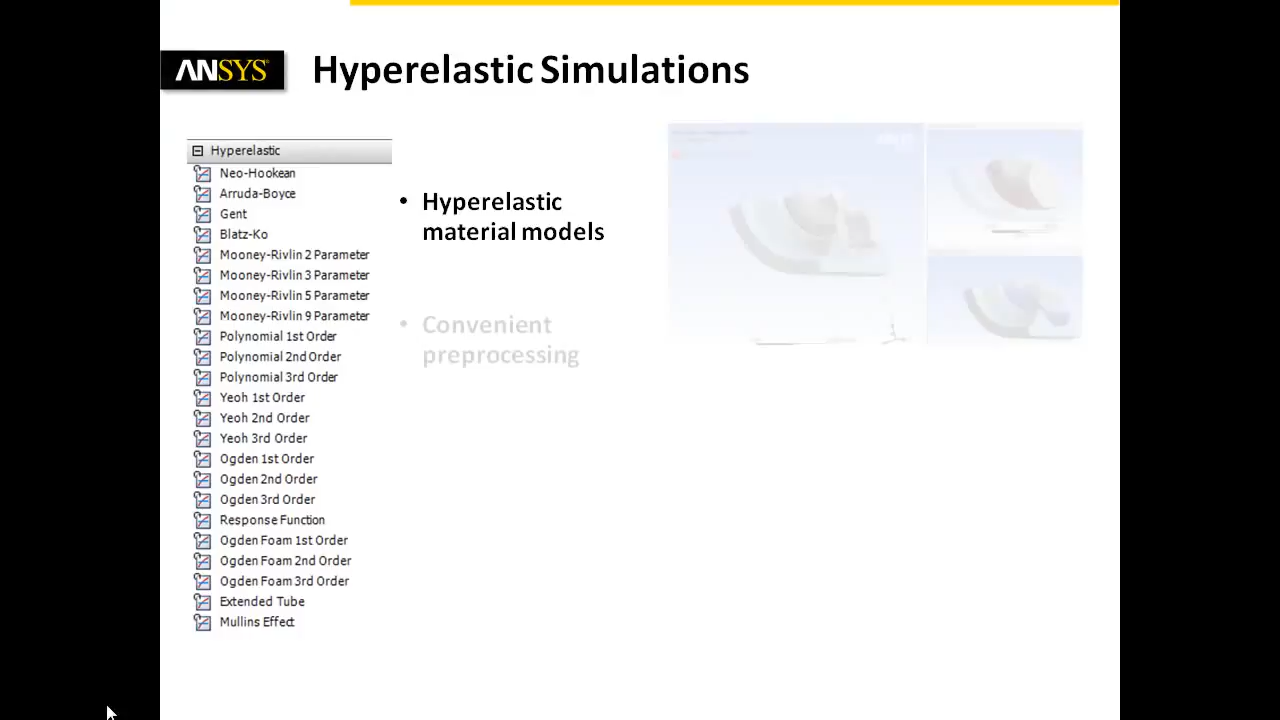 ANSYS
Hyperelastic Simulations
Hyperelastic
Neo-Hookean
Arruda-Boyce
Gent
Blatz-Ko
Mooney-Rivlin 2 Parameter
Mooney-Rivlin 3 Parameter
Mooney-Rivlin 5 Parameter
Mooney-Rivlin 9 Parameter
Polynomial 1st Order
Polynomial 2nd Order
Polynomial 3rd Order
Yeoh 1st Order
Yeoh 2nd Order
Yeoh 3rd Order
Ogden 1st Order
Ogden 2nd Order
Ogden 3rd Order
Response Function
Ogden Foam 1st Order
Ogden Foam 2nd Order
Ogden Foam 3rd Order
Extended Tube
Mullins Effect
• Hyperelastic
material models
• Convenient
preprocessing